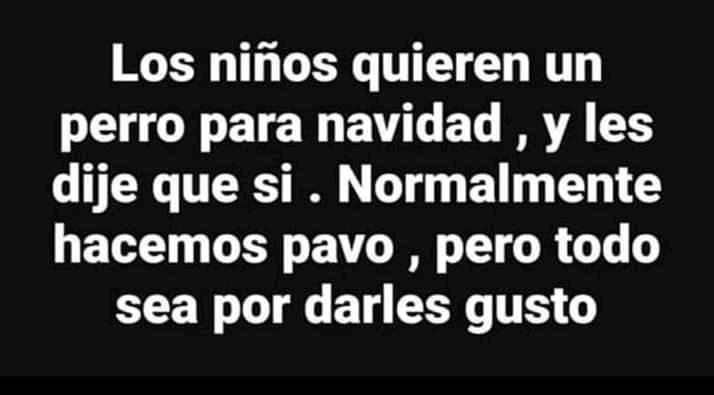 Los niños quieren un
perro para navidad , y les
dije que si . Normalmente
hacemos pavo , pero todo
sea por darles gusto